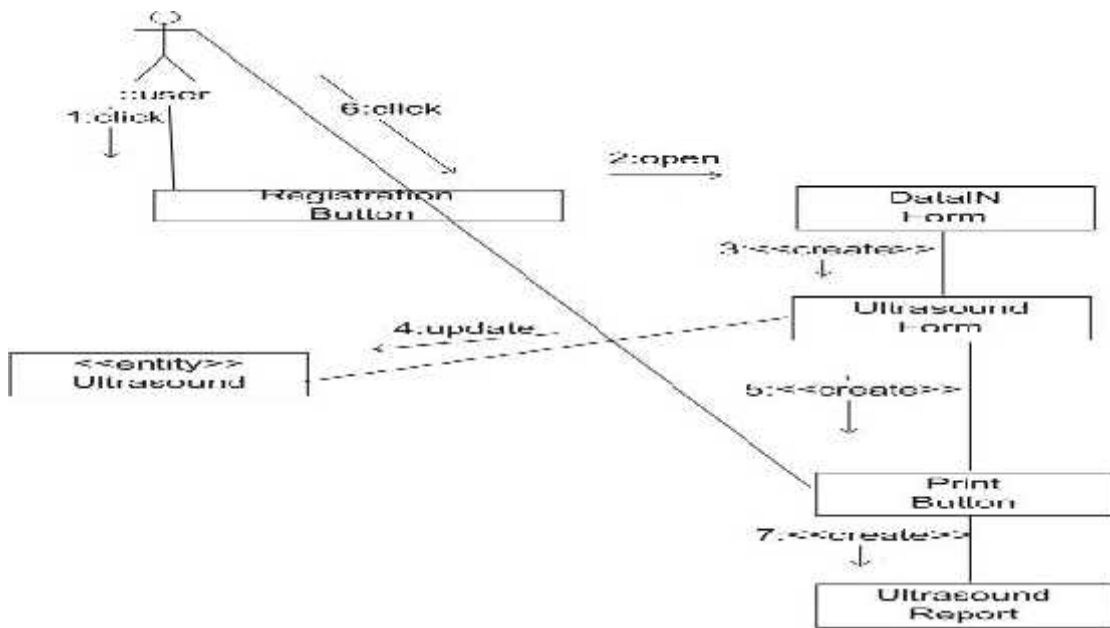 ::user
1:click
6:click
2:open
Registration
Button
DataIN
Form
3:<<create>>
Ultrasound
Form
4:update
<<entity>>
Ultrasound
5:<<create>>
Print
Button
7:<<create>>
Ultrasound
Report